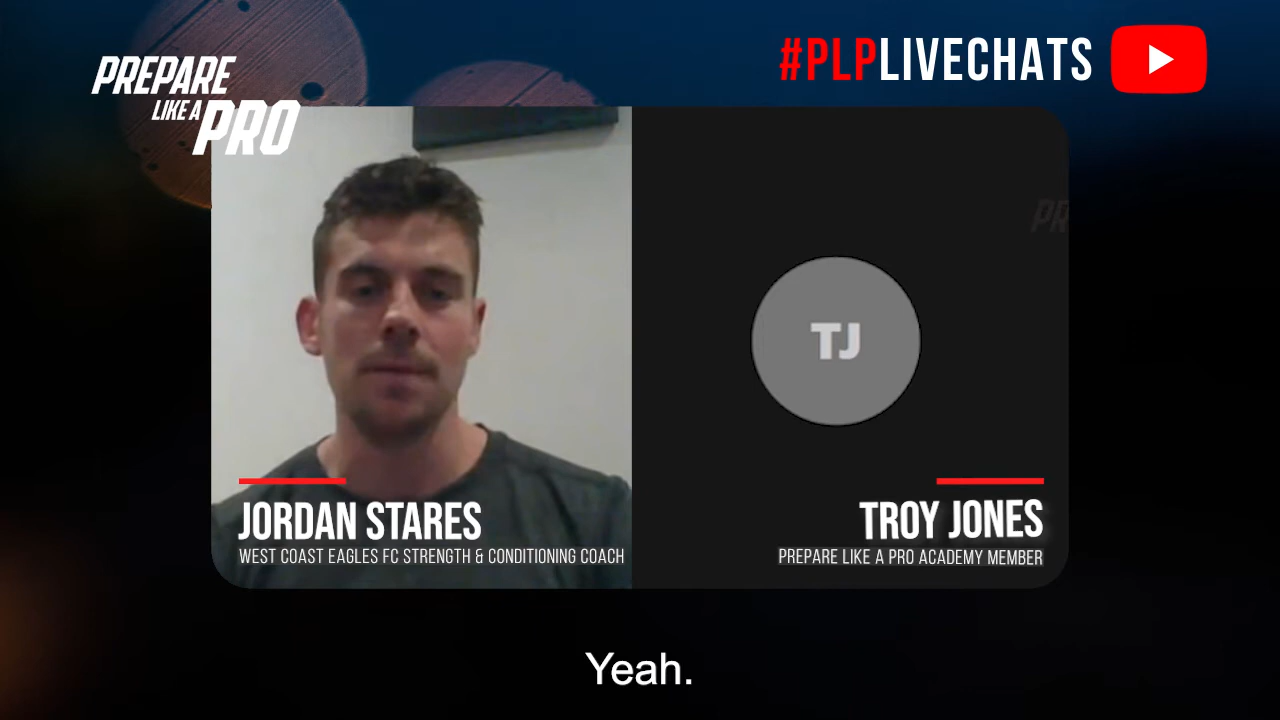 PREPARE
LIKE A
PRO
#PLPLIVECHATS
PR
TJ
JORDAN STARES
WEST COAST EAGLES FC STRENGTH & CONDITIONING COACH
TROY JONES
PREPARE LIKE A PRO ACADEMY MEMBER
Yeah.